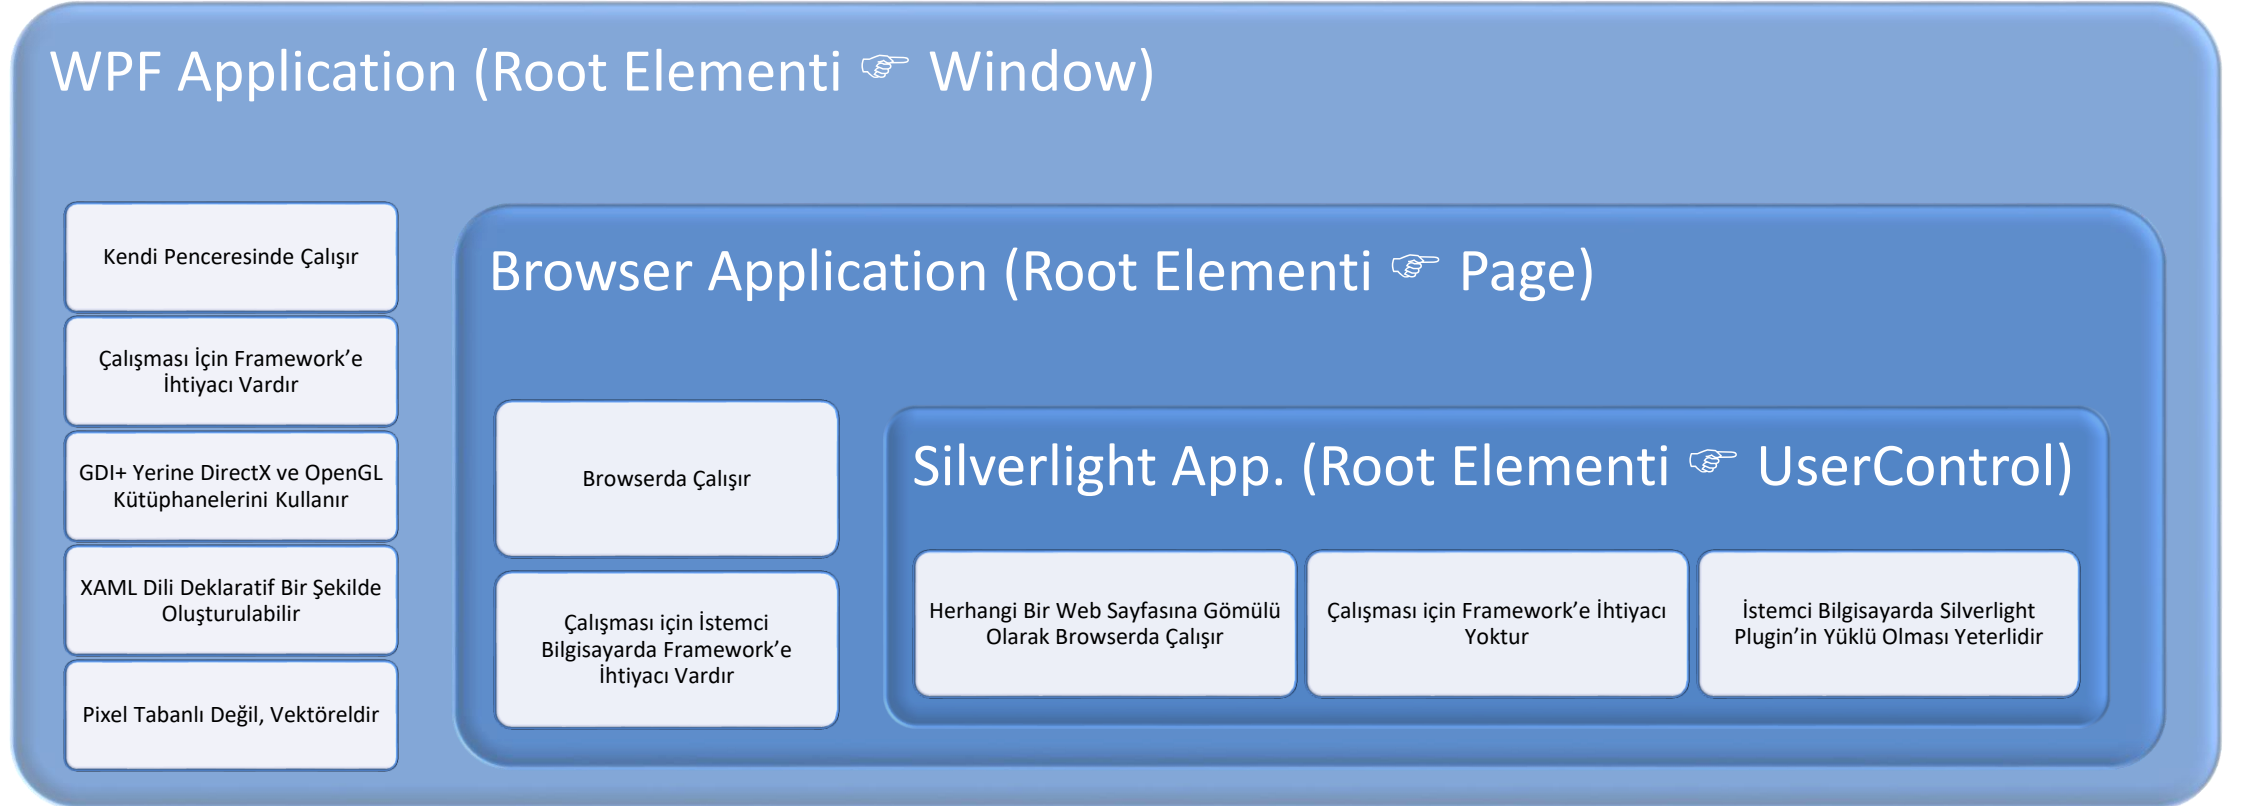 WPF Application (Root Elementi ☞ Window)
Kendi Penceresinde Çalışır
Çalışması İçin Framework’e
İhtiyacı Vardır
GDI+ Yerine DirectX ve OpenGL
Kütüphanelerini Kullanır
XAML Dili Deklaratif Bir Şekilde
Oluşturulabilir
Pixel Tabanlı Değil, Vektöreldir
Browser Application (Root Elementi ☞ Page)
Browserda Çalışır
Çalışması için İstemci
Bilgisayarda Framework’e
İhtiyacı Vardır
Silverlight App. (Root Elementi ☞ UserControl)
Herhangi Bir Web Sayfasına Gömülü
Olarak Browserda Çalışır
Çalışması için Framework’e İhtiyacı
Yoktur
İstemci Bilgisayarda Silverlight
Plugin’in Yüklü Olması Yeterlidir